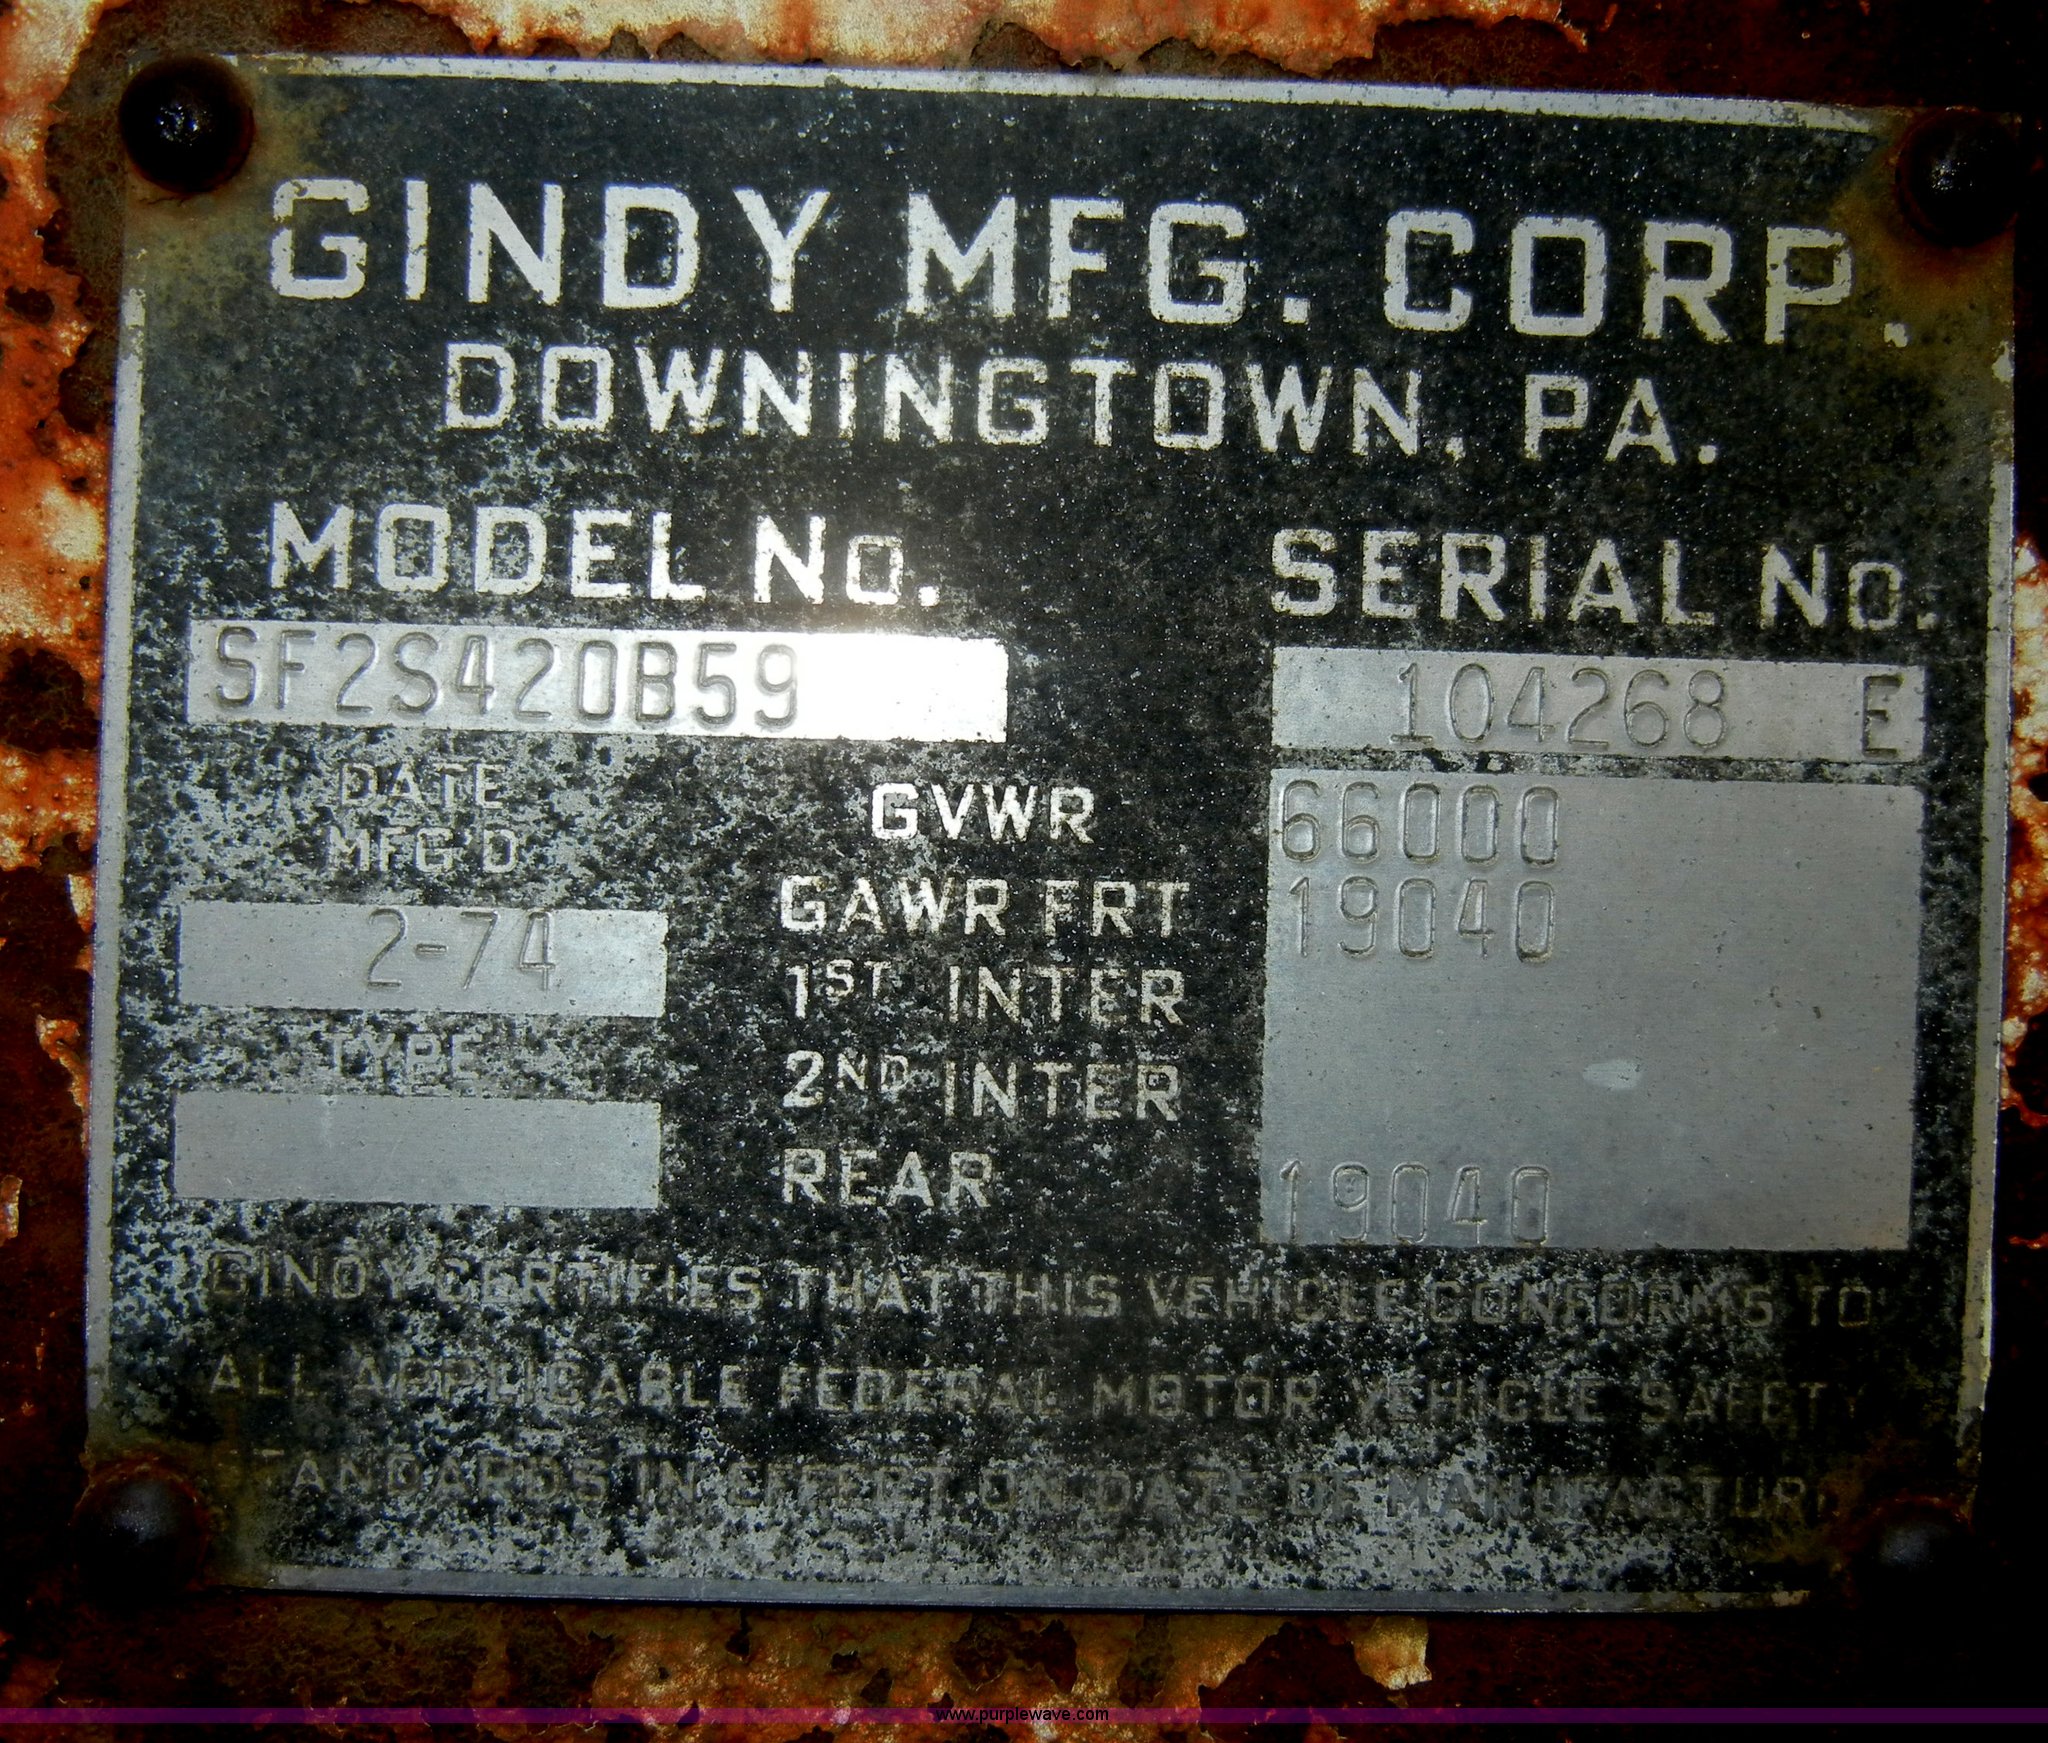 GINDY MFG. CORP.
DOWNINGTOWN, PA.
MODEL No. SERIAL No.
SF2S420B59 104268 E
DATE MFG'D
2-74
TYPE
GVWR 66000
GAWR FRT 19040
1ST INTER
2ND INTER
REAR 19040
GINDY CERTIFIES THAT THIS VEHICLE CONFORMS TO
ALL APPLICABLE FEDERAL MOTOR VEHICLE SAFETY
TANDARDS IN EFFECT ON DATE OF MANUFACTUR
www.purplewave.com